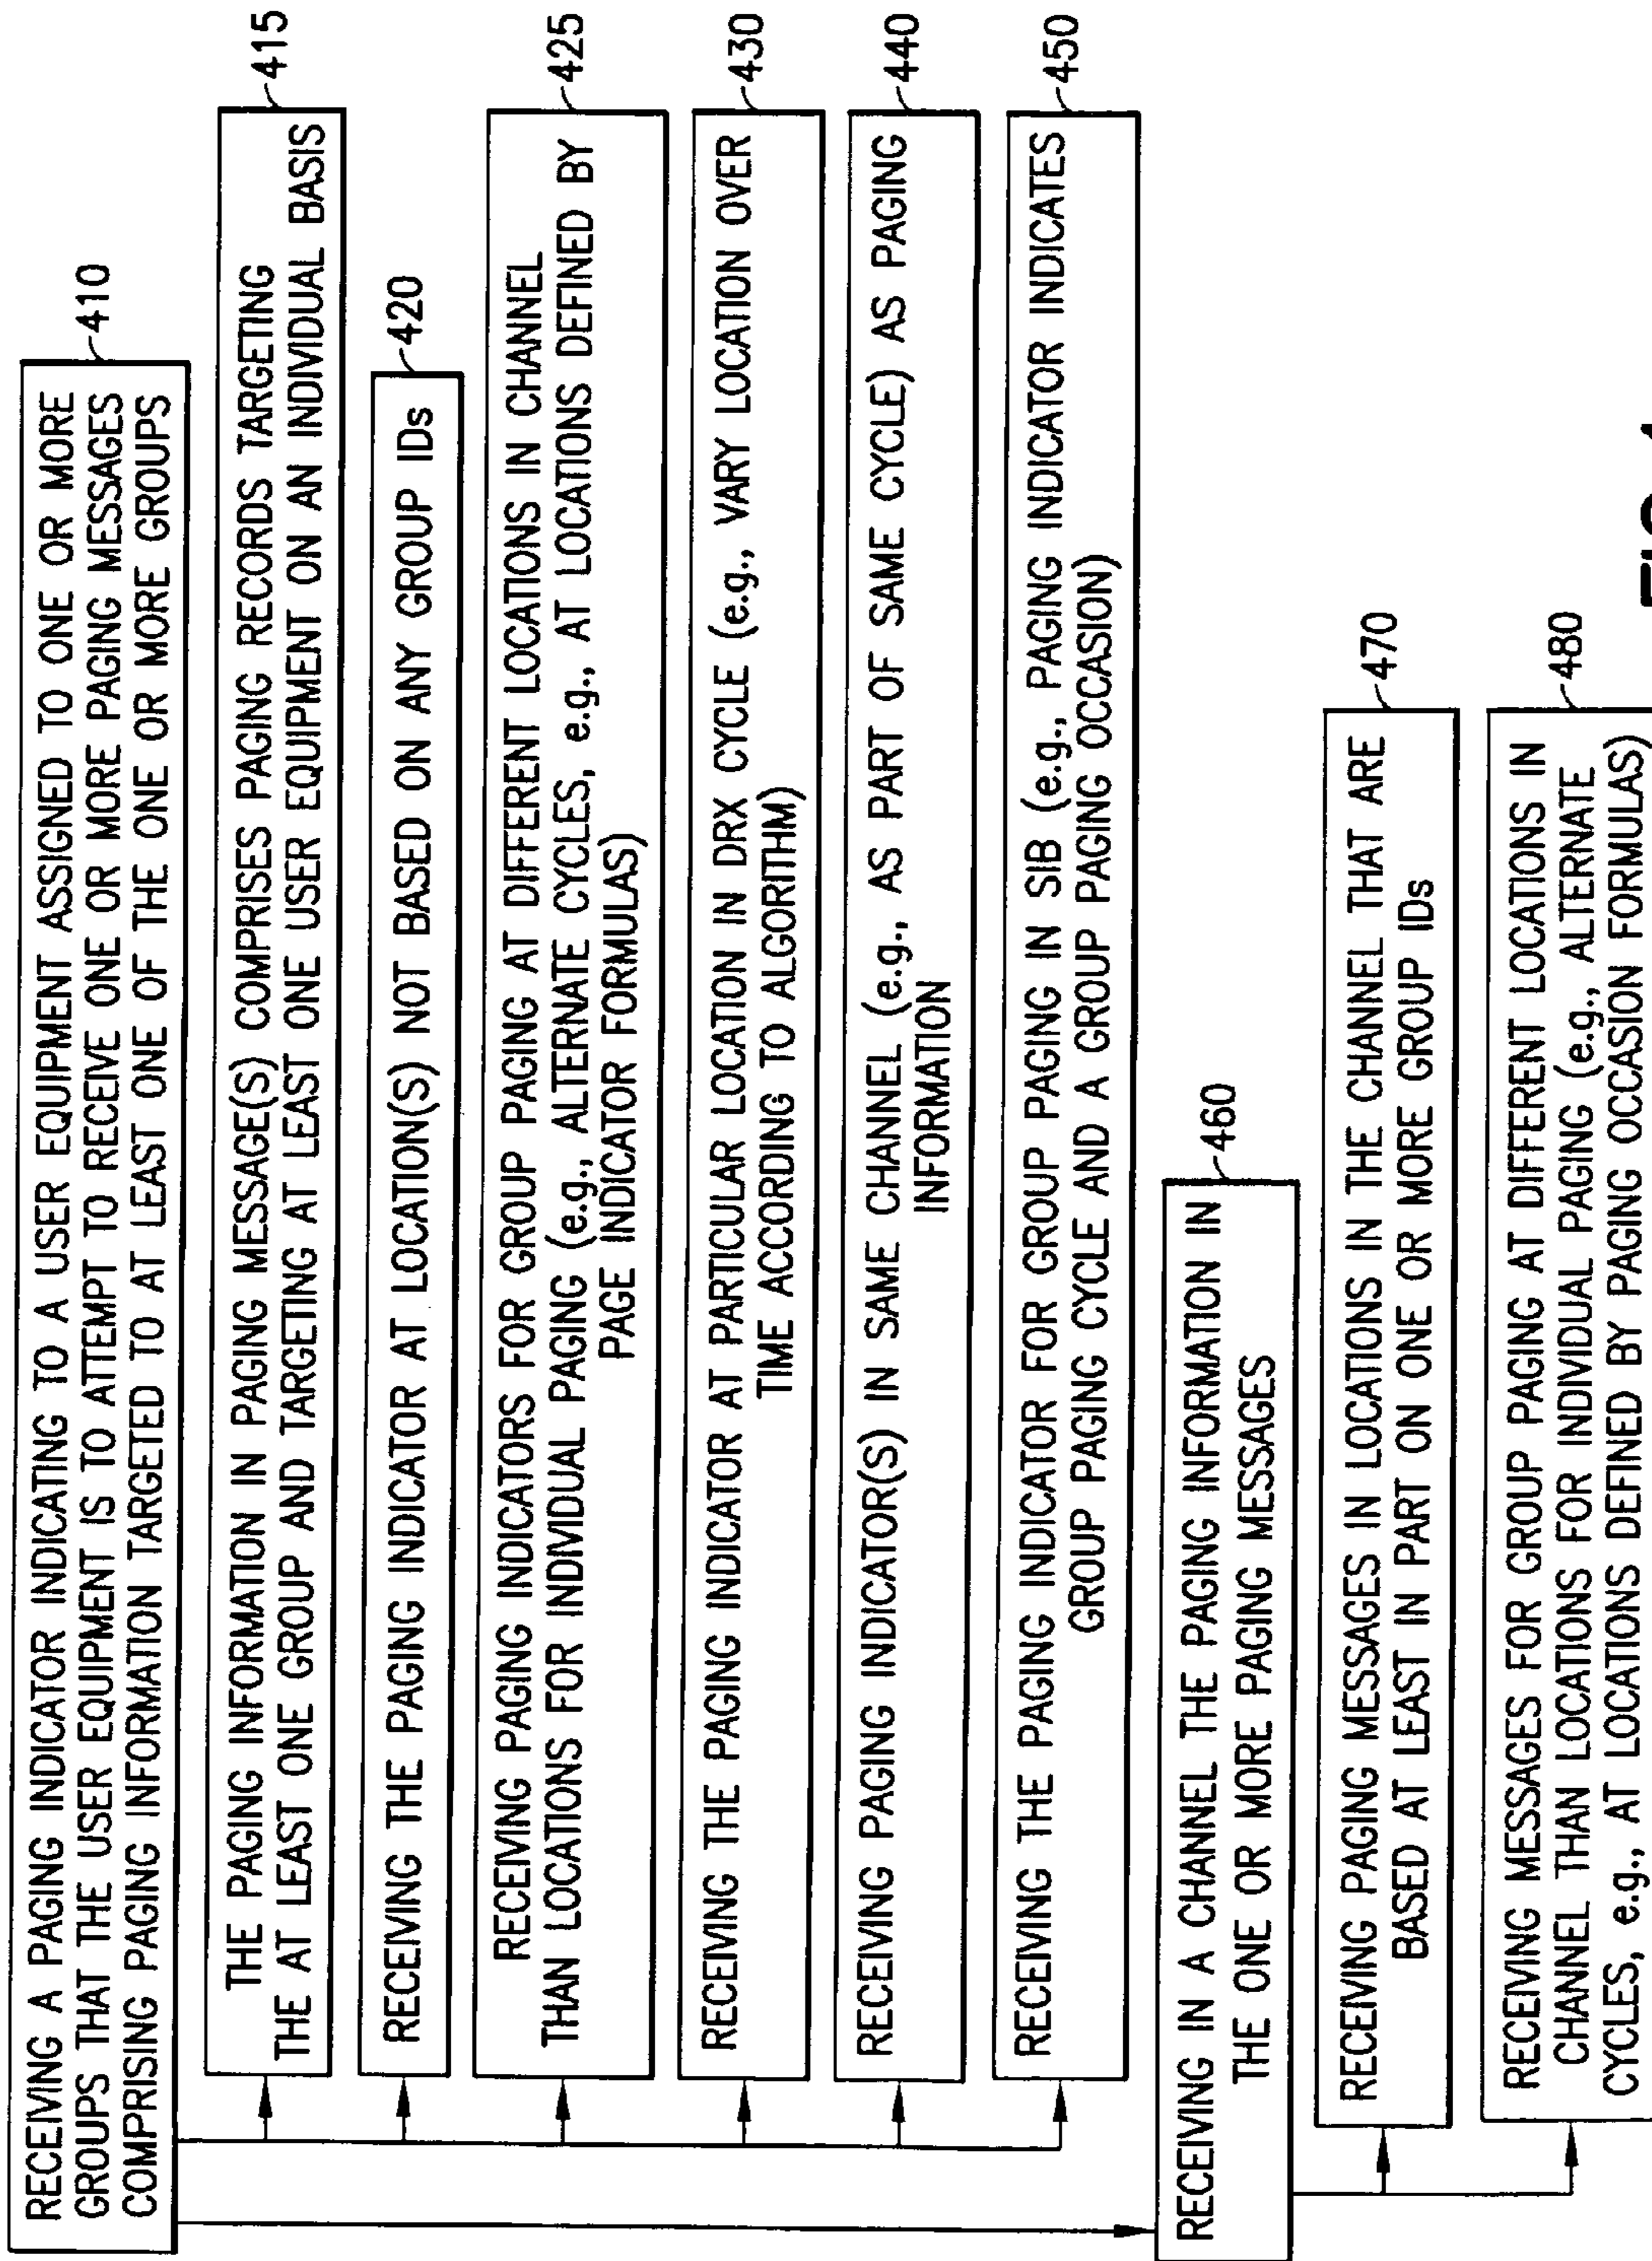 RECEIVING A PAGING INDICATOR INDICATING TO A USER EQUIPMENT ASSIGNED TO ONE OR MORE
GROUPS THAT THE USER EQUIPMENT IS TO ATTEMPT TO RECEIVE ONE OR MORE PAGING MESSAGES
COMPRISING PAGING INFORMATION TARGETED TO AT LEAST ONE OF THE ONE OR MORE GROUPS
410
THE PAGING INFORMATION IN PAGING MESSAGE(S) COMPRISES PAGING RECORDS TARGETING
THE AT LEAST ONE GROUP AND TARGETING AT LEAST ONE USER EQUIPMENT ON AN INDIVIDUAL BASIS
415
RECEIVING THE PAGING INDICATOR AT LOCATION(S) NOT BASED ON ANY GROUP IDs
420
RECEIVING PAGING INDICATORS FOR GROUP PAGING AT DIFFERENT LOCATIONS IN CHANNEL
THAN LOCATIONS FOR INDIVIDUAL PAGING (e.g., ALTERNATE CYCLES, e.g., AT LOCATIONS DEFINED BY
PAGE INDICATOR FORMULAS)
425
RECEIVING THE PAGING INDICATOR AT PARTICULAR LOCATION IN DRX CYCLE (e.g., VARY LOCATION OVER
TIME ACCORDING TO ALGORITHM)
430
RECEIVING PAGING INDICATOR(S) IN SAME CHANNEL (e.g., AS PART OF SAME CYCLE) AS PAGING
INFORMATION
440
RECEIVING THE PAGING INDICATOR FOR GROUP PAGING IN SIB (e.g., PAGING INDICATOR INDICATES
GROUP PAGING CYCLE AND A GROUP PAGING OCCASION)
450
RECEIVING IN A CHANNEL THE PAGING INFORMATION IN
THE ONE OR MORE PAGING MESSAGES
460
RECEIVING PAGING MESSAGES IN LOCATIONS IN THE CHANNEL THAT ARE
BASED AT LEAST IN PART ON ONE OR MORE GROUP IDs
470
RECEIVING MESSAGES FOR GROUP PAGING AT DIFFERENT LOCATIONS IN
CHANNEL THAN LOCATIONS FOR INDIVIDUAL PAGING (e.g., ALTERNATE
CYCLES, e.g., AT LOCATIONS DEFINED BY PAGING OCCASION FORMULAS)
480